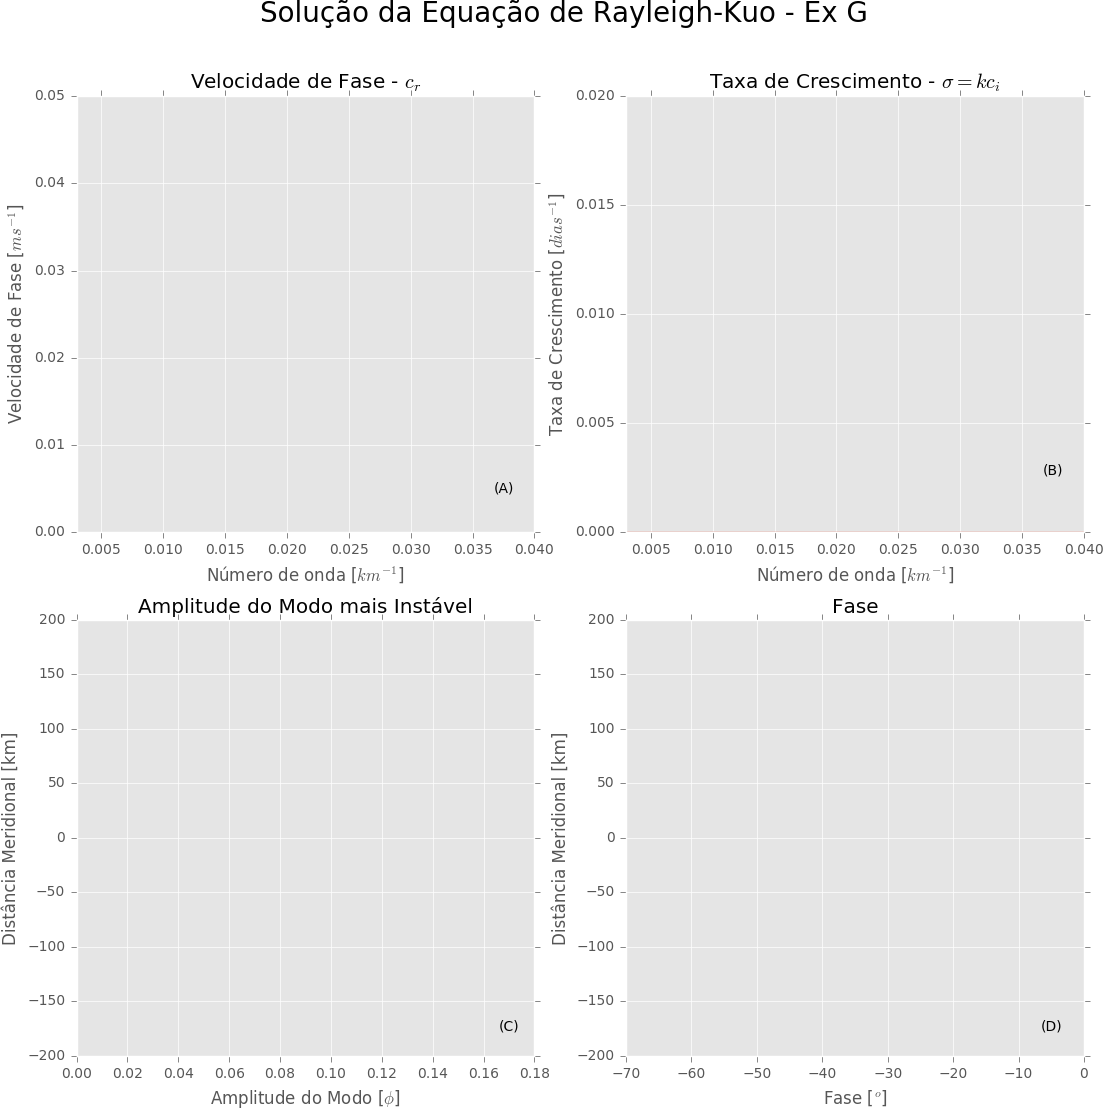 Solução da Equação de Rayleigh-Kuo - Ex G
Velocidade de Fase - $c_r$
Velocidade de Fase [$ms^{-1}$]
0.05
0.04
0.03
0.02
0.01
0.00
(A)
0.005 0.010 0.015 0.020 0.025 0.030 0.035 0.040
Número de onda [$km^{-1}$]
Taxa de Crescimento - $\sigma = kc_i$
Taxa de Crescimento [$dias^{-1}$]
0.020
0.015
0.010
0.005
0.000
(B)
0.005 0.010 0.015 0.020 0.025 0.030 0.035 0.040
Número de onda [$km^{-1}$]
Amplitude do Modo mais Instável
Distância Meridional [km]
200
150
100
50
0
−50
−100
−150
−200
(C)
0.00 0.02 0.04 0.06 0.08 0.10 0.12 0.14 0.16 0.18
Amplitude do Modo [$\phi$]
Fase
Distância Meridional [km]
200
150
100
50
0
−50
−100
−150
−200
(D)
−70 −60 −50 −40 −30 −20 −10 0
Fase [$^o$]